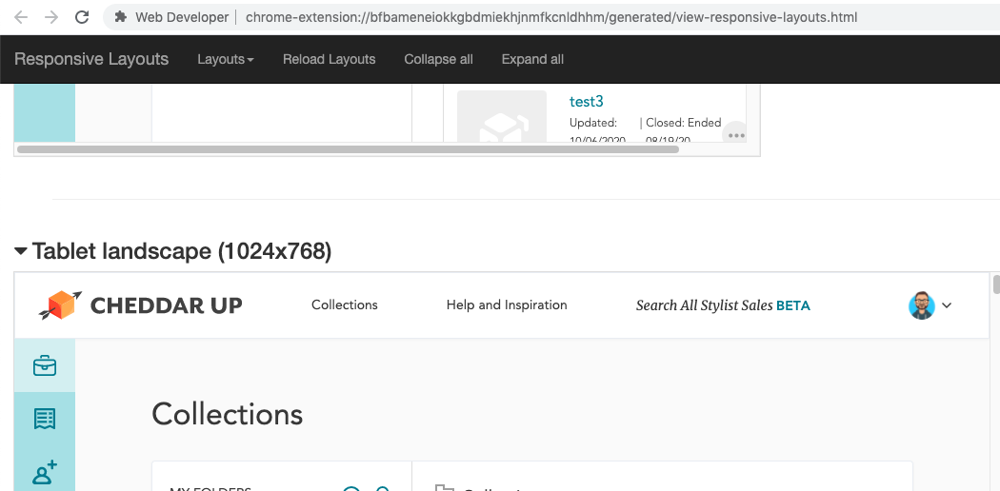 Web Developer | chrome-extension://bfbameneiokkgbdmiekhjnmfkcnldhhm/generated/view-responsive-layouts.html
Responsive Layouts Layouts Reload Layouts Collapse all Expand all
test3
Updated: | Closed: Ended
10/06/2020 08/19/20
Tablet landscape (1024x768)
CHEDDAR UP Collections Help and Inspiration Search All Stylist Sales BETA
Collections
MY FOLDERS